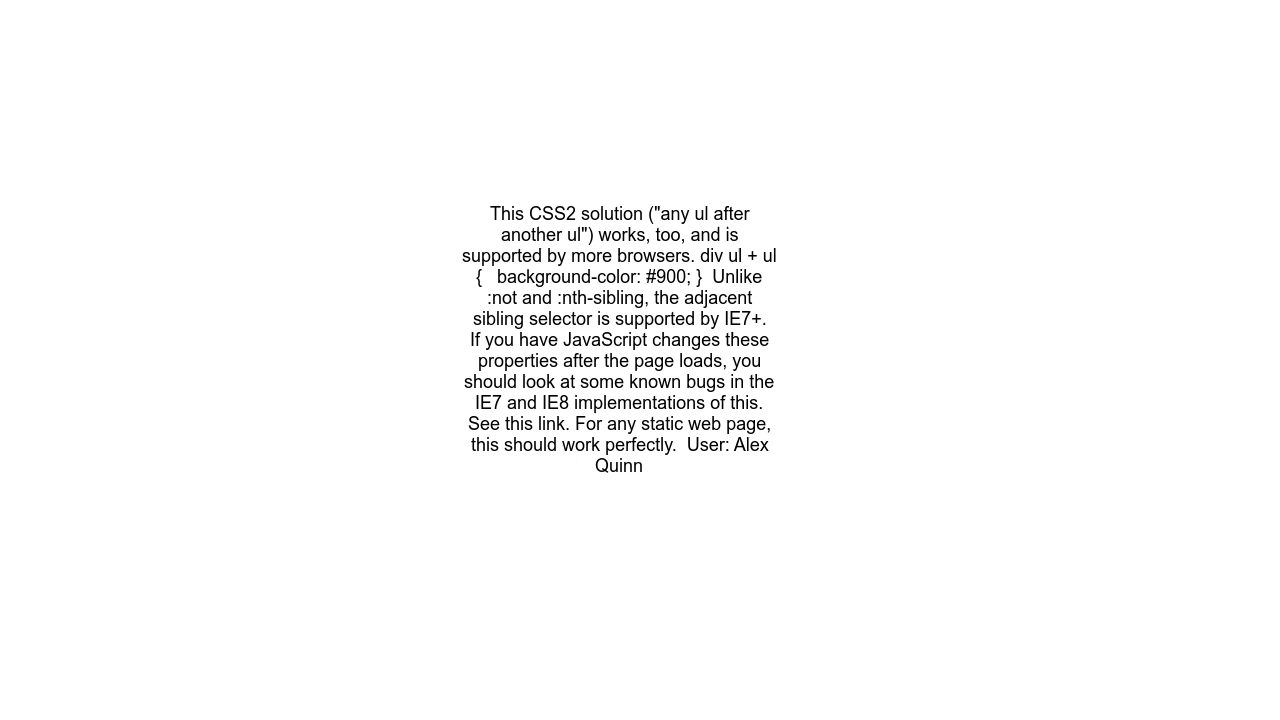 This CSS2 solution ("any ul after
another ul") works, too, and is
supported by more browsers. div ul + ul
{   background-color: #900; }  Unlike
:not and :nth-sibling, the adjacent
sibling selector is supported by IE7+.
If you have JavaScript changes these
properties after the page loads, you
should look at some known bugs in the
IE7 and IE8 implementations of this.
See this link. For any static web page,
this should work perfectly.  User: Alex
Quinn